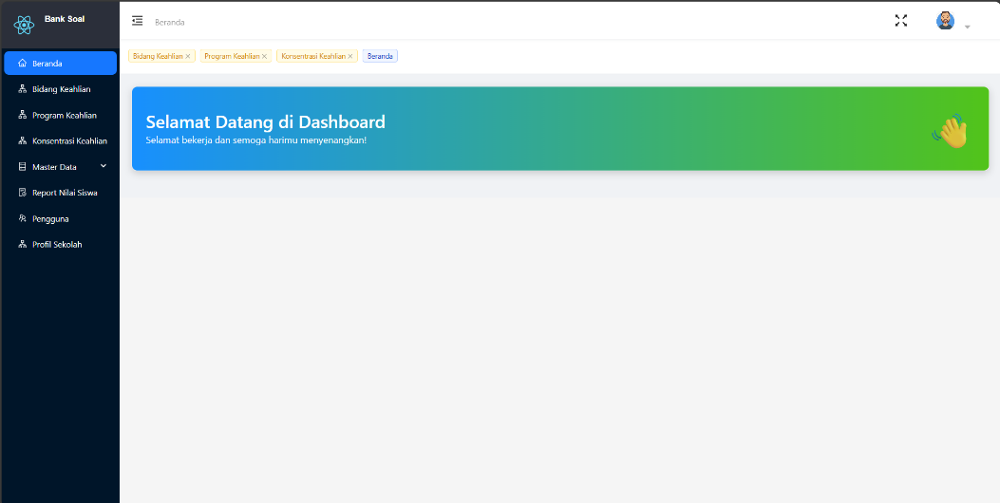 Bank Soal
Beranda
Bidang Keahlian
Program Keahlian
Konsentrasi Keahlian
Master Data
Report Nilai Siswa
Pengguna
Profil Sekolah
Beranda
Bidang Keahlian × Program Keahlian × Konsentrasi Keahlian × Beranda
Selamat Datang di Dashboard
Selamat bekerja dan semoga harimu menyenangkan!